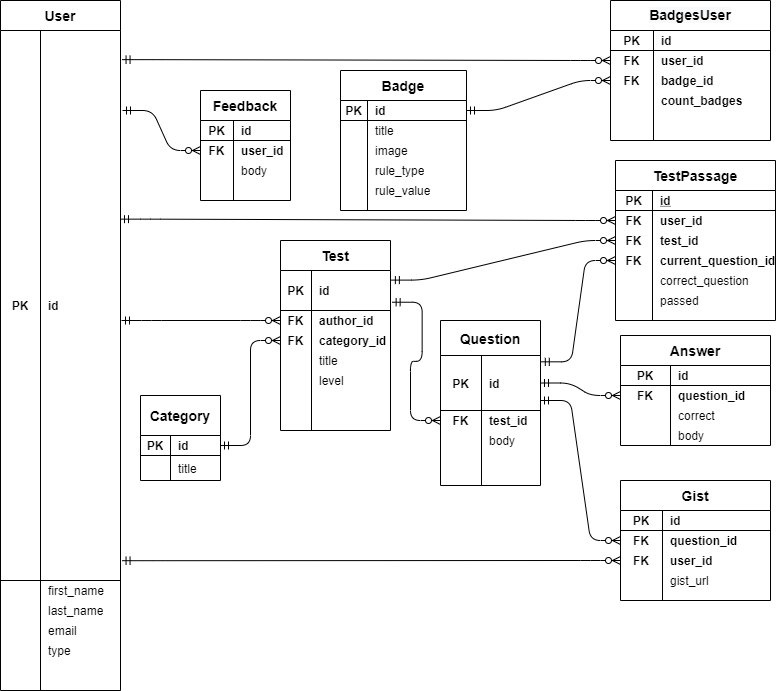 User
PK id
first_name
last_name
email
type
Feedback
PK id
FK user_id
body
Badge
PK id
title
image
rule_type
rule_value
BadgesUser
PK id
FK user_id
FK badge_id
count_badges
TestPassage
PK id
FK user_id
FK test_id
FK current_question_id
correct_question
passed
Test
PK id
FK author_id
FK category_id
title
level
Category
PK id
title
Question
PK id
FK test_id
body
Answer
PK id
FK question_id
correct
body
Gist
PK id
FK question_id
FK user_id
gist_url